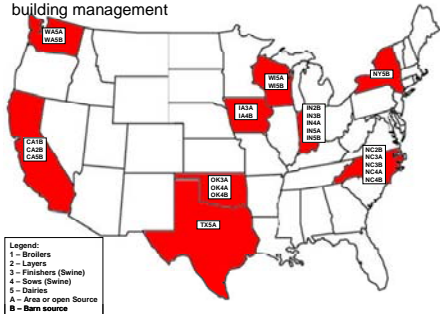 building management
WA5A
WA5B
WI5A
WI5B
NY5B
IA3A
IA4B
IN2B
IN3B
IN4A
IN5A
IN5B
CA1B
CA2B
CA5B
NC2B
NC3A
NC3B
NC4A
NC4B
OK3A
OK4A
OK4B
TX5A
Legend:
1 – Broilers
2 – Layers
3 – Finishers (Swine)
4 – Sows (Swine)
5 – Dairies
A – Area or open Source
B – Barn source